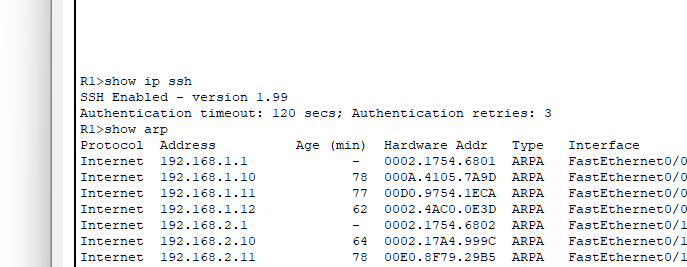 R1>show ip ssh
SSH Enabled - version 1.99
Authentication timeout: 120 secs; Authentication retries: 3
R1>show arp
Protocol  Address          Age (min)  Hardware Addr   Type   Interface
Internet  192.168.1.1             -   0002.1754.6801  ARPA   FastEthernet0/0
Internet  192.168.1.10            78  000A.4105.7A9D  ARPA   FastEthernet0/0
Internet  192.168.1.11            77  00D0.9754.1ECA  ARPA   FastEthernet0/0
Internet  192.168.1.12            62  0002.4AC0.0E3D  ARPA   FastEthernet0/0
Internet  192.168.2.1             -   0002.1754.6802  ARPA   FastEthernet0/1
Internet  192.168.2.10            64  0002.17A4.999C  ARPA   FastEthernet0/1
Internet  192.168.2.11            78  00E0.8F79.29B5  ARPA   FastEthernet0/1